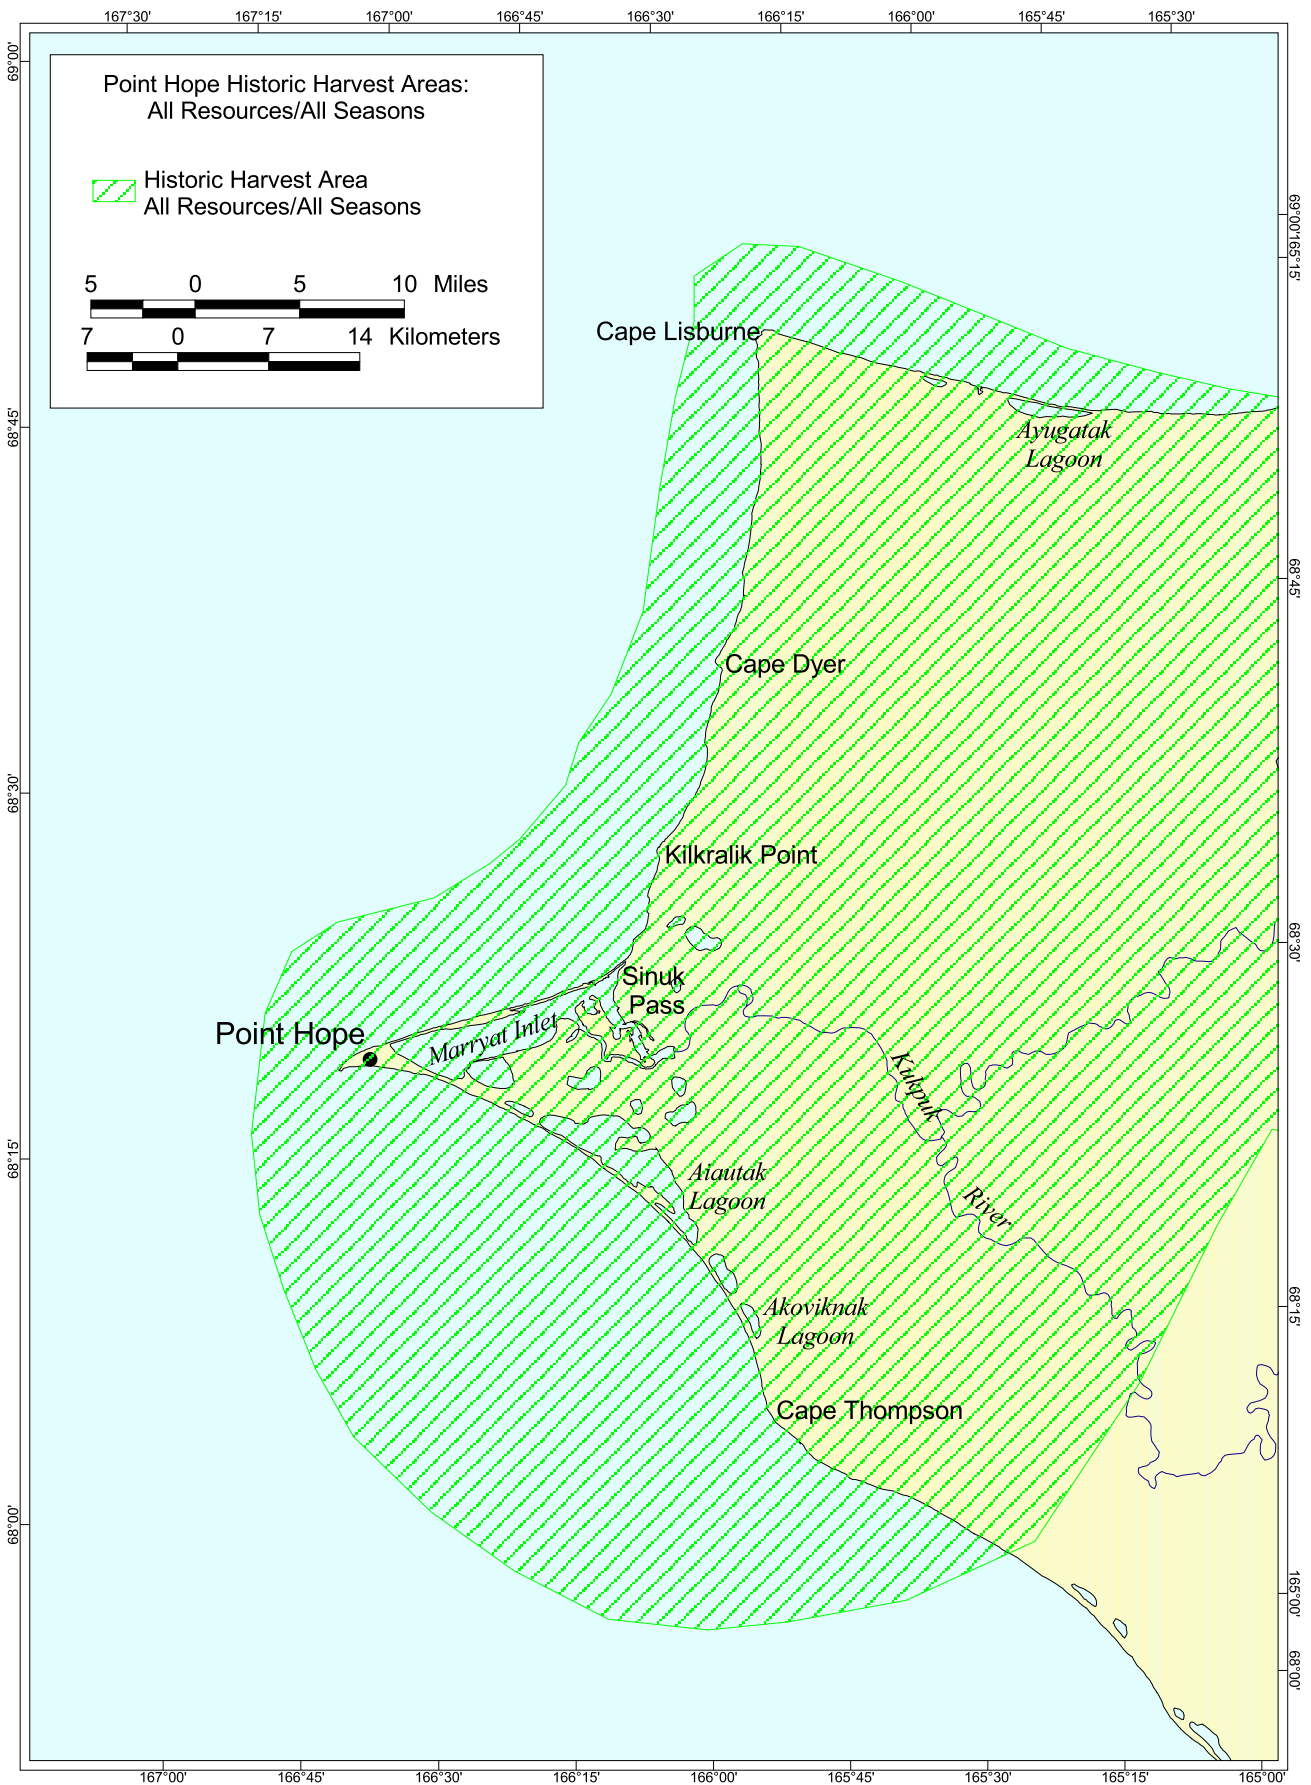 167°30' 167°15' 167°00' 166°45' 166°30' 166°15' 166°00' 165°45' 165°30'
69°00'
Point Hope Historic Harvest Areas:
All Resources/All Seasons
Historic Harvest Area
All Resources/All Seasons
5 0 5 10 Miles
7 0 7 14 Kilometers
69°00'
165°15'
Cape Lisburne
68°45'
Ayugatak
Lagoon
68°45'
Cape Dyer
68°30'
Kilkralik Point
68°30'
Sinuk
Pass
Point Hope
Marryat Inlet
Kukpuk
River
68°15'
Aiautak
Lagoon
68°15'
Akoviknak
Lagoon
Cape Thompson
68°00'
165°00'
68°00'
167°00' 166°45' 166°30' 166°15' 166°00' 165°45' 165°30' 165°15' 165°00'